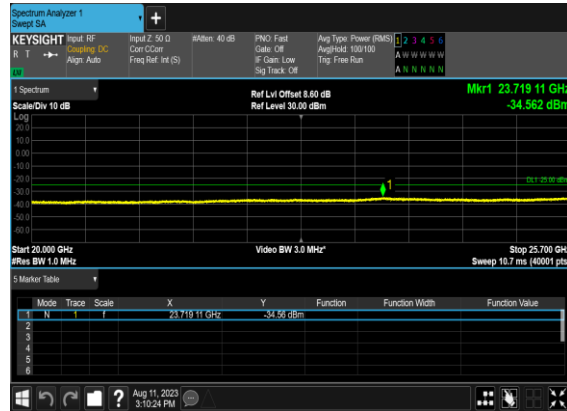 Spectrum Analyzer 1
Swept SA
+
KEYSIGHT Input: RF Input Z: 50 Ω #Atten: 40 dB PNO: Fast Avg Type: Power (RMS) 1 2 3 4 5 6
R T Coupling: DC Corr CCorr Gate: Off Avg|Hold: 100/100 A W W W W W
Align: Auto Freq Ref: Int (S) IF Gain: Low Trig: Free Run
LW Sig Track: Off A N N N N N
1 Spectrum Ref Lvl Offset 8.60 dB Mkr1 23.719 11 GHz
Scale/Div 10 dB Ref Level 30.00 dBm -34.562 dBm
Log
20.0
10.0
0.00
-10.0
-20.0
DL1 -25.00 dBm
1
-30.0
-40.0
-50.0
-60.0
Start 20.000 GHz Video BW 3.0 MHz* Stop 25.700 GHz
#Res BW 1.0 MHz Sweep 10.7 ms (40001 pts)
5 Marker Table
Mode Trace Scale X Y Function Function Width Function Value
1 N 1 f 23.719 11 GHz -34.56 dBm
2
3
4
5
6
? Aug 11, 2023
3:10:24 PM